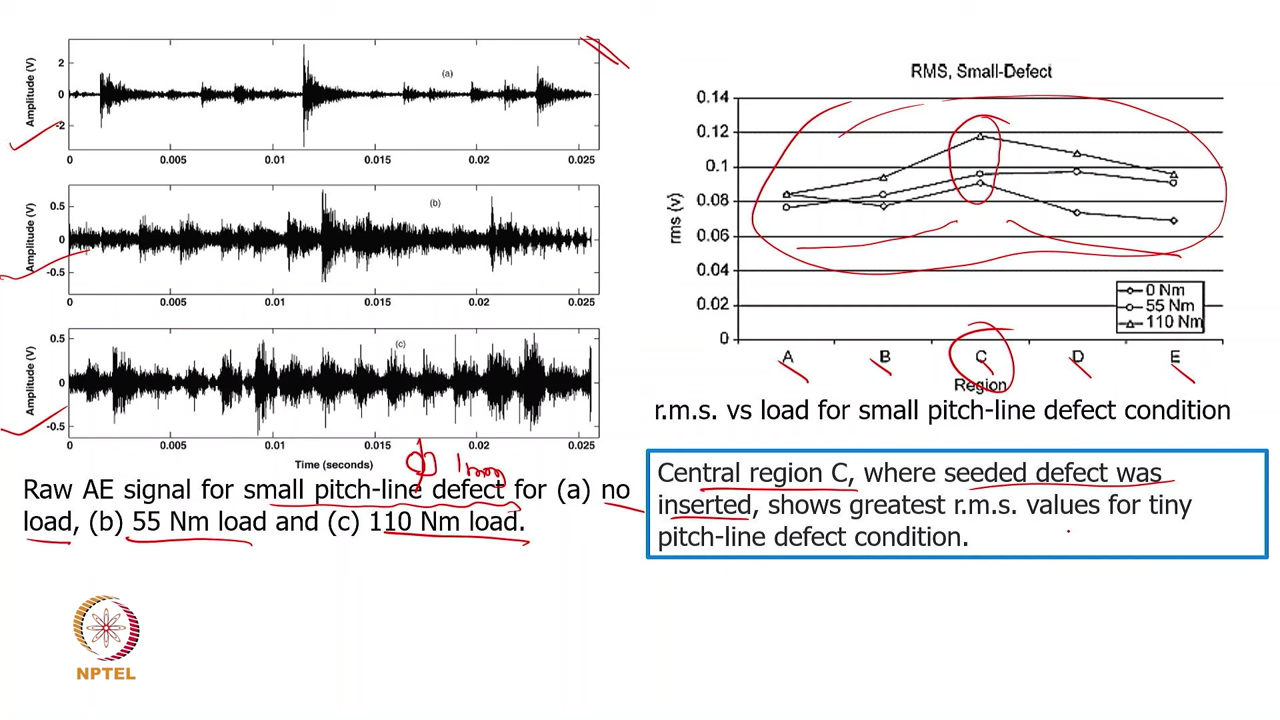 Amplitude (V)
2
0
-2
(a)
0 0.005 0.01 0.015 0.02 0.025
Amplitude (V)
0.5
0
-0.5
(b)
0 0.005 0.01 0.015 0.02 0.025
Amplitude (V)
0.5
0
-0.5
(c)
0 0.005 0.01 0.015 0.02 0.025
Time (seconds)
1mm
Raw AE signal for small pitch-line defect for (a) no
load, (b) 55 Nm load and (c) 110 Nm load.
RMS, Small-Defect
rms (v)
0.14
0.12
0.1
0.08
0.06
0.04
0.02
0
0 Nm
55 Nm
110 Nm
A B C D E
Region
r.m.s. vs load for small pitch-line defect condition
Central region C, where seeded defect was
inserted, shows greatest r.m.s. values for tiny
pitch-line defect condition.
NPTEL